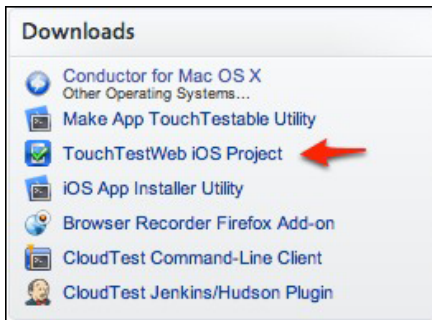 Downloads
Conductor for Mac OS X
Other Operating Systems...
Make App TouchTestable Utility
TouchTestWeb iOS Project
iOS App Installer Utility
Browser Recorder Firefox Add-on
CloudTest Command-Line Client
CloudTest Jenkins/Hudson Plugin